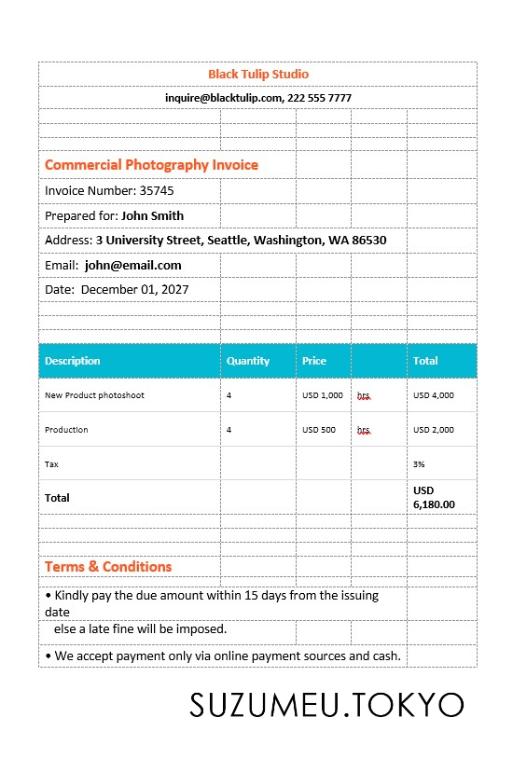 Black Tulip Studio
inquire@blacktulip.com, 222 555 7777
Commercial Photography Invoice
Invoice Number: 35745
Prepared for: John Smith
Address: 3 University Street, Seattle, Washington, WA 86530
Email: john@email.com
Date: December 01, 2027
Description Quantity Price Total
New Product photoshoot 4 USD 1,000 hrs. USD 4,000
Production 4 USD 500 hrs. USD 2,000
Tax 3%
Total USD
6,180.00
Terms & Conditions
• Kindly pay the due amount within 15 days from the issuing
date
else a late fine will be imposed.
• We accept payment only via online payment sources and cash.
SUZUMEU.TOKYO